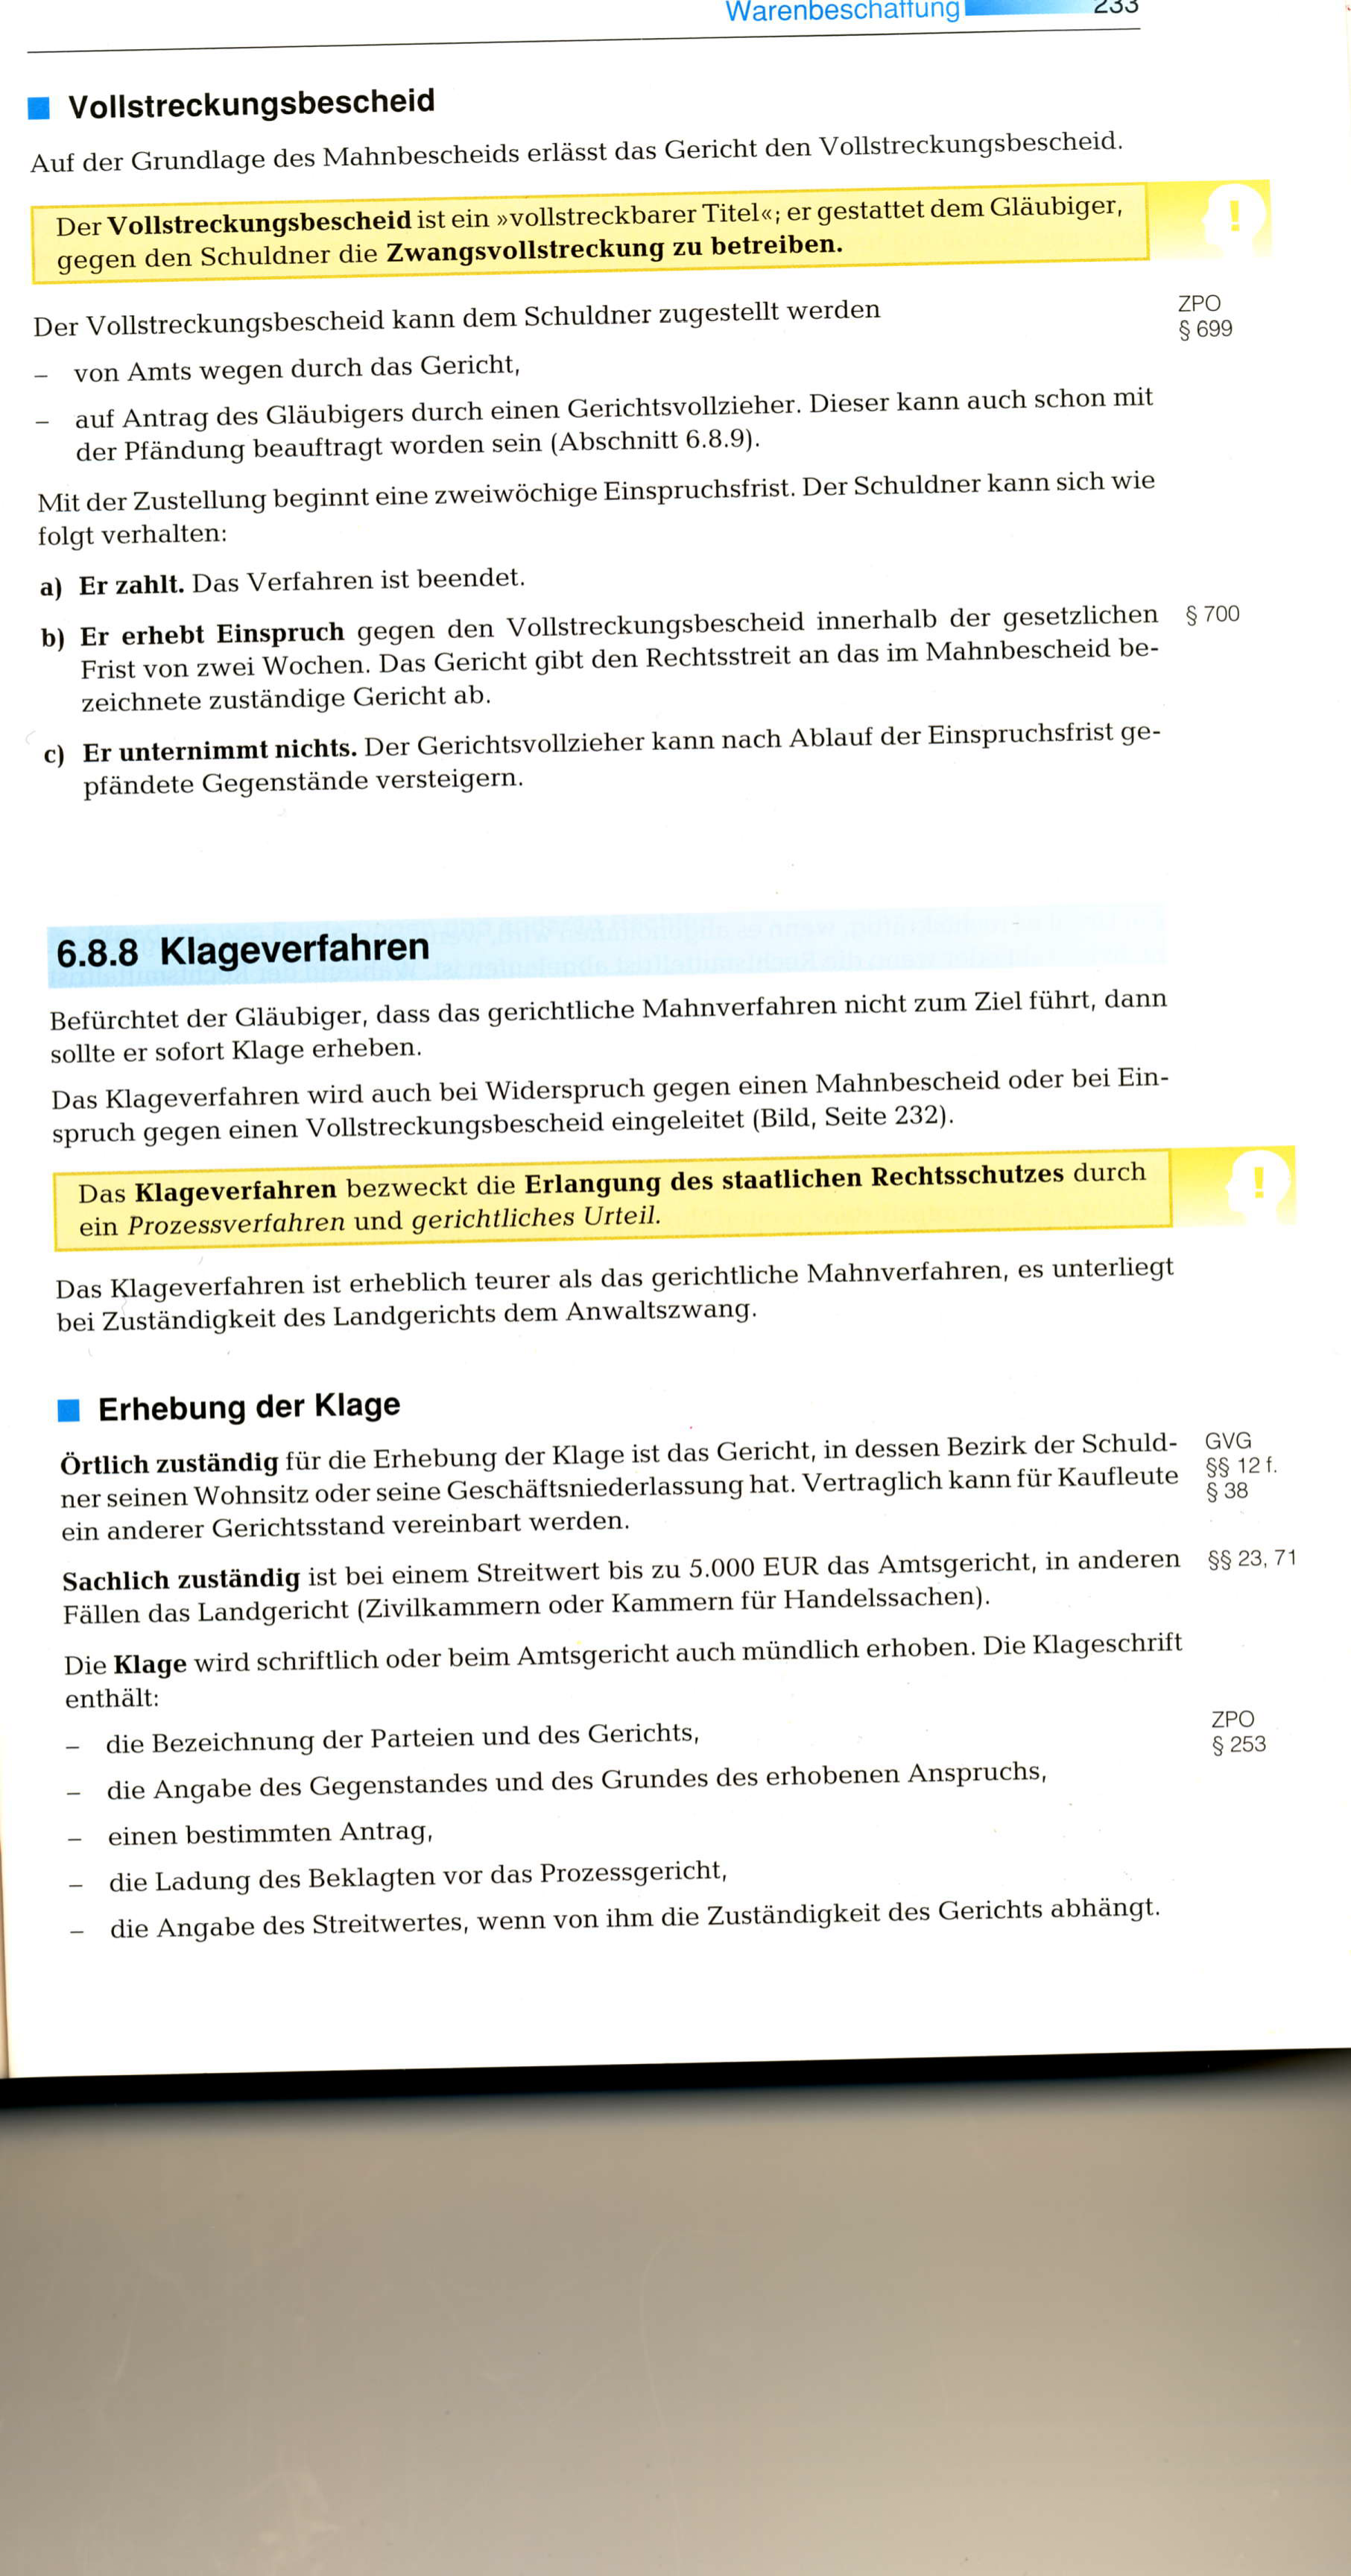 Warenbeschaffung 233
Vollstreckungsbescheid
Auf der Grundlage des Mahnbescheids erlässt das Gericht den Vollstreckungsbescheid.
Der Vollstreckungsbescheid ist ein »vollstreckbarer Titel«; er gestattet dem Gläubiger,
gegen den Schuldner die Zwangsvollstreckung zu betreiben.
!
Der Vollstreckungsbescheid kann dem Schuldner zugestellt werden
ZPO
§ 699
– von Amts wegen durch das Gericht,
– auf Antrag des Gläubigers durch einen Gerichtsvollzieher. Dieser kann auch schon mit
der Pfändung beauftragt worden sein (Abschnitt 6.8.9).
Mit der Zustellung beginnt eine zweiwöchige Einspruchsfrist. Der Schuldner kann sich wie
folgt verhalten:
a) Er zahlt. Das Verfahren ist beendet.
b) Er erhebt Einspruch gegen den Vollstreckungsbescheid innerhalb der gesetzlichen § 700
Frist von zwei Wochen. Das Gericht gibt den Rechtsstreit an das im Mahnbescheid be-
zeichnete zuständige Gericht ab.
c) Er unternimmt nichts. Der Gerichtsvollzieher kann nach Ablauf der Einspruchsfrist ge-
pfändete Gegenstände versteigern.
6.8.8 Klageverfahren
Befürchtet der Gläubiger, dass das gerichtliche Mahnverfahren nicht zum Ziel führt, dann
sollte er sofort Klage erheben.
Das Klageverfahren wird auch bei Widerspruch gegen einen Mahnbescheid oder bei Ein-
spruch gegen einen Vollstreckungsbescheid eingeleitet (Bild, Seite 232).
Das Klageverfahren bezweckt die Erlangung des staatlichen Rechtsschutzes durch
ein Prozessverfahren und gerichtliches Urteil.
!
Das Klageverfahren ist erheblich teurer als das gerichtliche Mahnverfahren, es unterliegt
bei Zuständigkeit des Landgerichts dem Anwaltszwang.
Erhebung der Klage
Örtlich zuständig für die Erhebung der Klage ist das Gericht, in dessen Bezirk der Schuld- GVG
ner seinen Wohnsitz oder seine Geschäftsniederlassung hat. Vertraglich kann für Kaufleute §§ 12 f.
ein anderer Gerichtsstand vereinbart werden. § 38
Sachlich zuständig ist bei einem Streitwert bis zu 5.000 EUR das Amtsgericht, in anderen §§ 23, 71
Fällen das Landgericht (Zivilkammern oder Kammern für Handelssachen).
Die Klage wird schriftlich oder beim Amtsgericht auch mündlich erhoben. Die Klageschrift
enthält:
– die Bezeichnung der Parteien und des Gerichts,
ZPO
§ 253
– die Angabe des Gegenstandes und des Grundes des erhobenen Anspruchs,
– einen bestimmten Antrag,
– die Ladung des Beklagten vor das Prozessgericht,
– die Angabe des Streitwertes, wenn von ihm die Zuständigkeit des Gerichts abhängt.